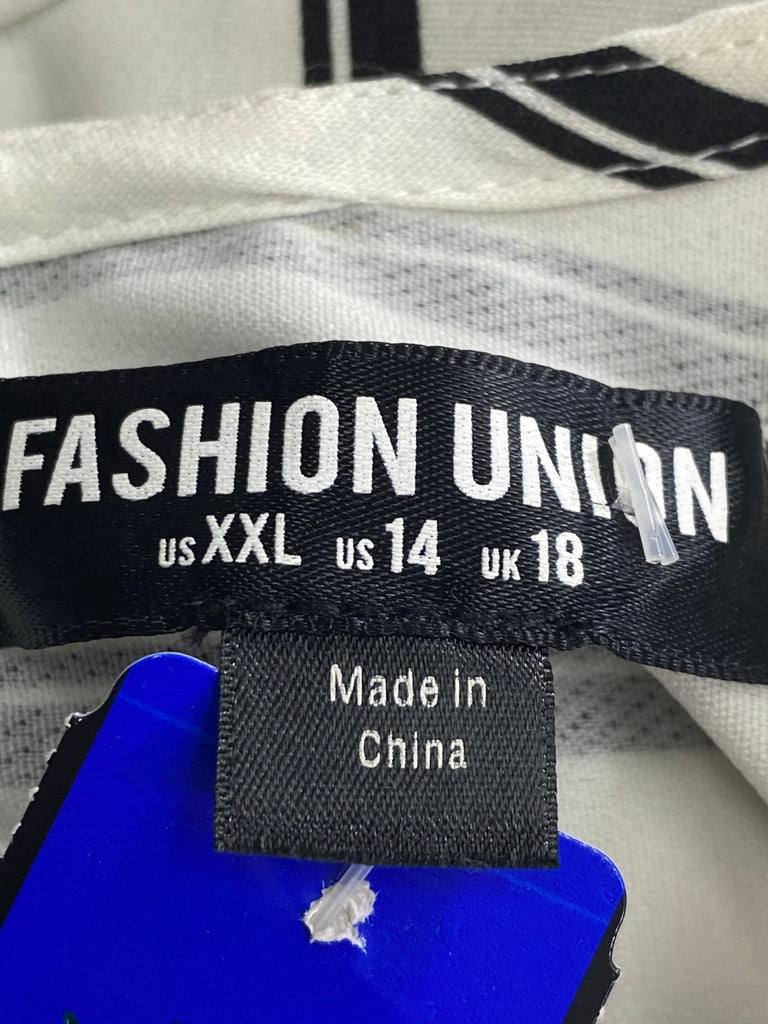 FASHION UNION
US XXL US 14 UK 18
Made in
China